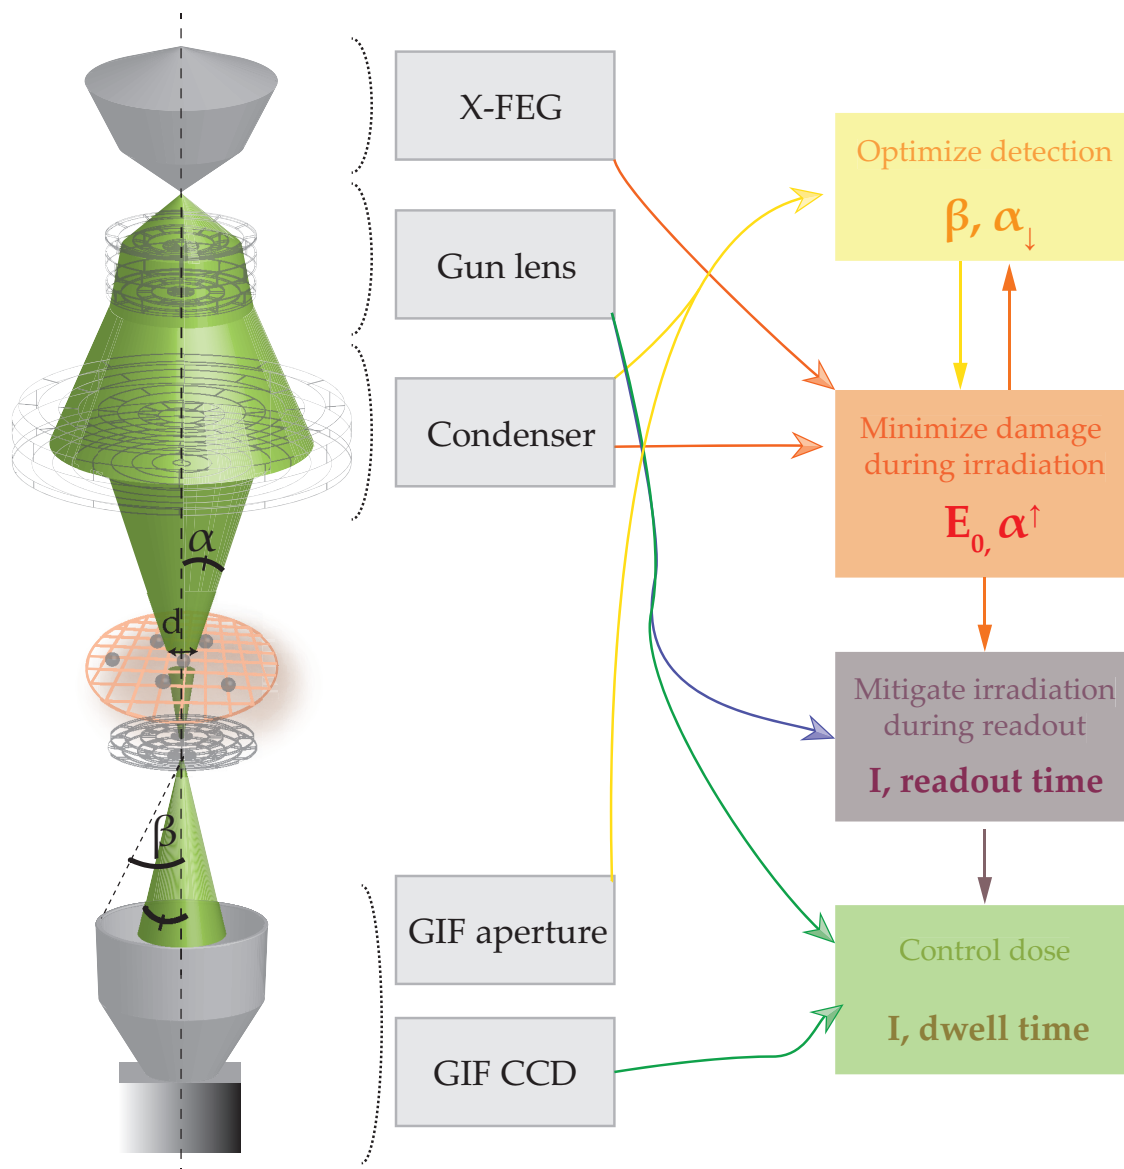 α
d
β
X-FEG
Gun lens
Condenser
GIF aperture
GIF CCD
Optimize detection
β, α↓
Minimize damage
during irradiation
E₀, α↑
Mitigate irradiation
during readout
I, readout time
Control dose
I, dwell time